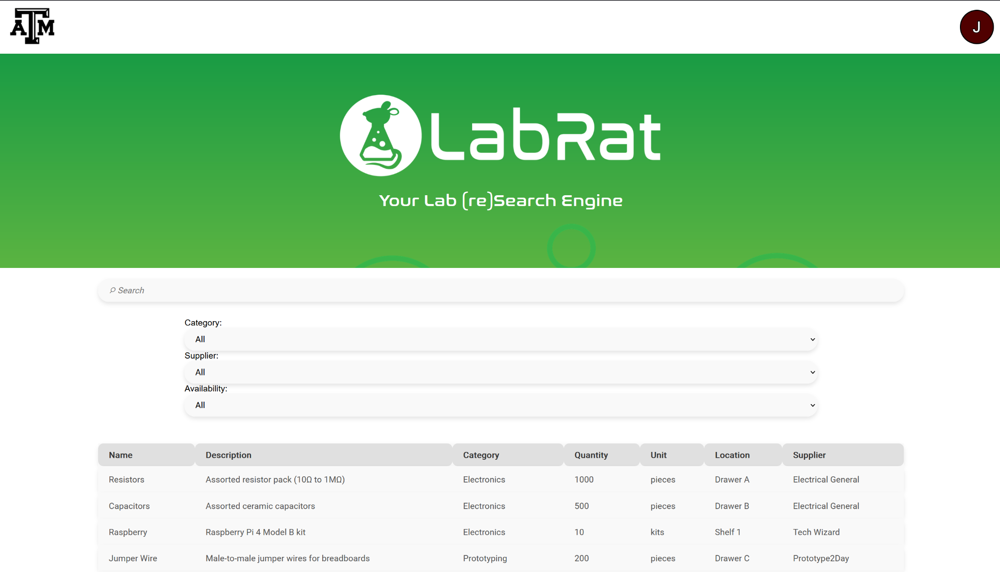 ATM
J
LabRat
Your Lab (re)Search Engine
Search
Category:
All
Supplier:
All
Availability:
All
Name Description Category Quantity Unit Location Supplier
Resistors Assorted resistor pack (10Ω to 1MΩ) Electronics 1000 pieces Drawer A Electrical General
Capacitors Assorted ceramic capacitors Electronics 500 pieces Drawer B Electrical General
Raspberry Raspberry Pi 4 Model B kit Electronics 10 kits Shelf 1 Tech Wizard
Jumper Wire Male-to-male jumper wires for breadboards Prototyping 200 pieces Drawer C Prototype2Day